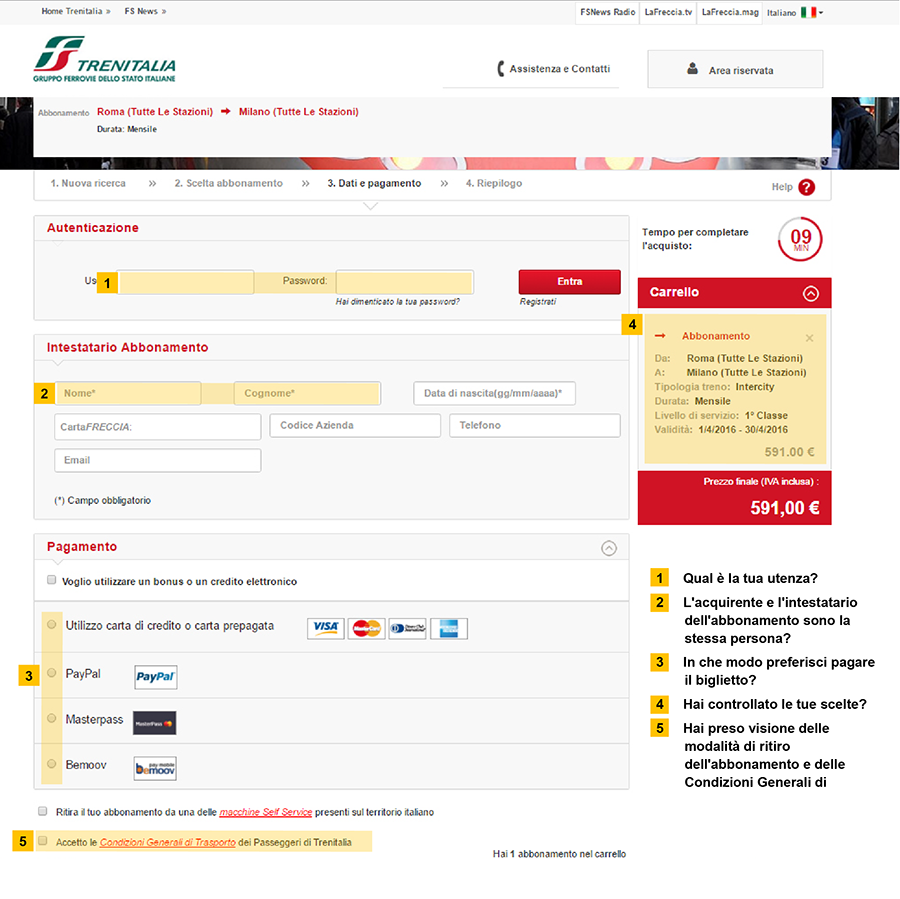 Home Trenitalia »
FS News »
FSNews Radio
LaFreccia.tv
LaFreccia.mag
Italiano
TRENITALIA
GRUPPO FERROVIE DELLO STATO ITALIANE
Assistenza e Contatti
Area riservata
Abbonamento Roma (Tutte Le Stazioni) → Milano (Tutte Le Stazioni)
Durata: Mensile
1. Nuova ricerca » 2. Scelta abbonamento » 3. Dati e pagamento » 4. Riepilogo
Help ?
Autenticazione
Us
1
Password:
Entra
Hai dimenticato la tua password?
Registrati
Tempo per completare
l'acquisto:
09
MIN
Intestatario Abbonamento
2
Nome*
Cognome*
Data di nascita(gg/mm/aaaa)*
CartaFRECCIA:
Codice Azienda
Telefono
Email
(*) Campo obbligatorio
Carrello
4
→ Abbonamento ×
Da: Roma (Tutte Le Stazioni)
A: Milano (Tutte Le Stazioni)
Tipologia treno: Intercity
Durata: Mensile
Livello di servizio: 1° Classe
Validità: 1/4/2016 - 30/4/2016
591.00 €
Prezzo finale (IVA inclusa) :
591,00 €
Pagamento
Voglio utilizzare un bonus o un credito elettronico
Utilizzo carta di credito o carta prepagata
VISA
MasterCard
Diners Club
3
PayPal
PayPal
Masterpass
MasterPass
Bemoov
pay mobile
bemoov
Ritira il tuo abbonamento da una delle macchine Self Service presenti sul territorio italiano
5
Accetto le Condizioni Generali di Trasporto dei Passeggeri di Trenitalia
Hai 1 abbonamento nel carrello
1 Qual è la tua utenza?
2 L'acquirente e l'intestatario
dell'abbonamento sono la
stessa persona?
3 In che modo preferisci pagare
il biglietto?
4 Hai controllato le tue scelte?
5 Hai preso visione delle
modalità di ritiro
dell'abbonamento e delle
Condizioni Generali di